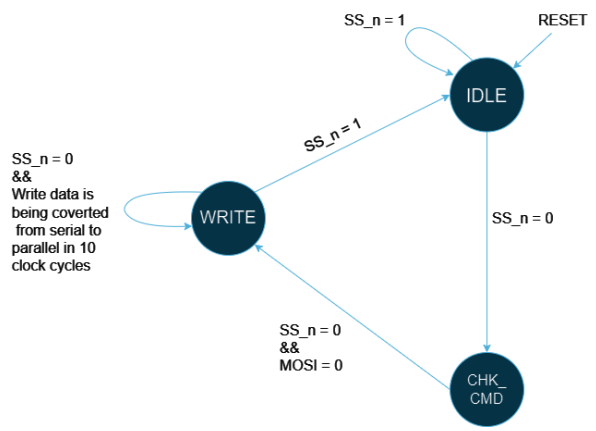 SS_n = 1
RESET
IDLE
SS_n = 1
SS_n = 0
&&
Write data is
being coverted
from serial to
parallel in 10
clock cycles
WRITE
SS_n = 0
SS_n = 0
&&
MOSI = 0
CHK_
CMD